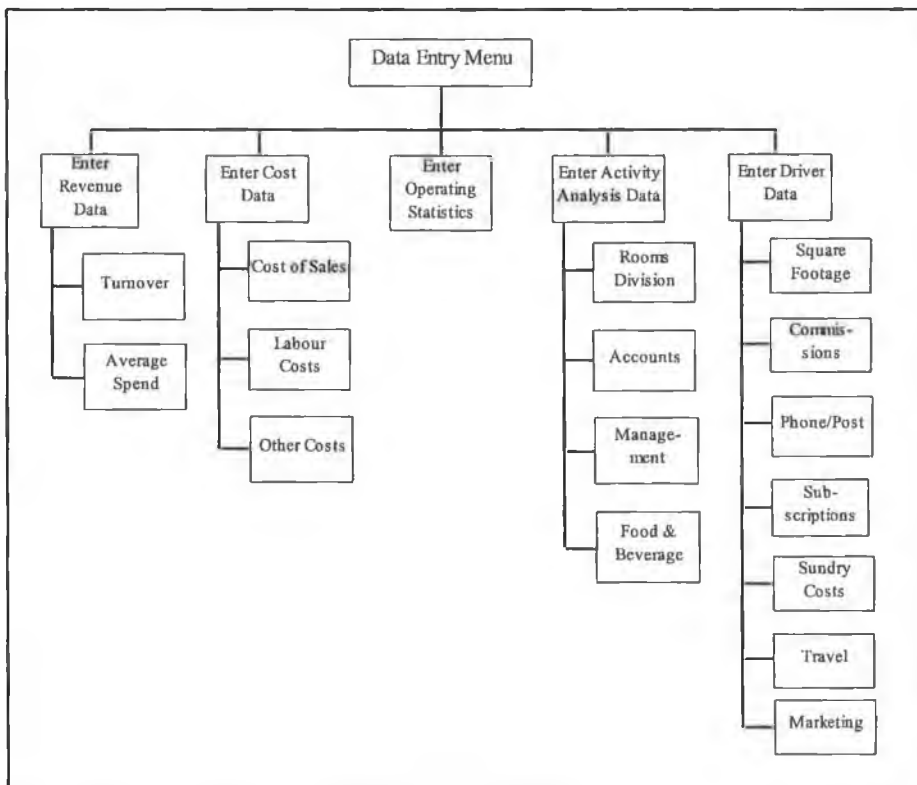 Data Entry Menu
Enter
Revenue
Data
Turnover
Average
Spend
Enter Cost
Data
Cost of Sales
Labour
Costs
Other Costs
Enter
Operating
Statistics
Enter Activity
Analysis Data
Rooms
Division
Accounts
Manage-
ment
Food &
Beverage
Enter Driver
Data
Square
Footage
Commis-
sions
Phone/Post
Sub-
scriptions
Sundry
Costs
Travel
Marketing